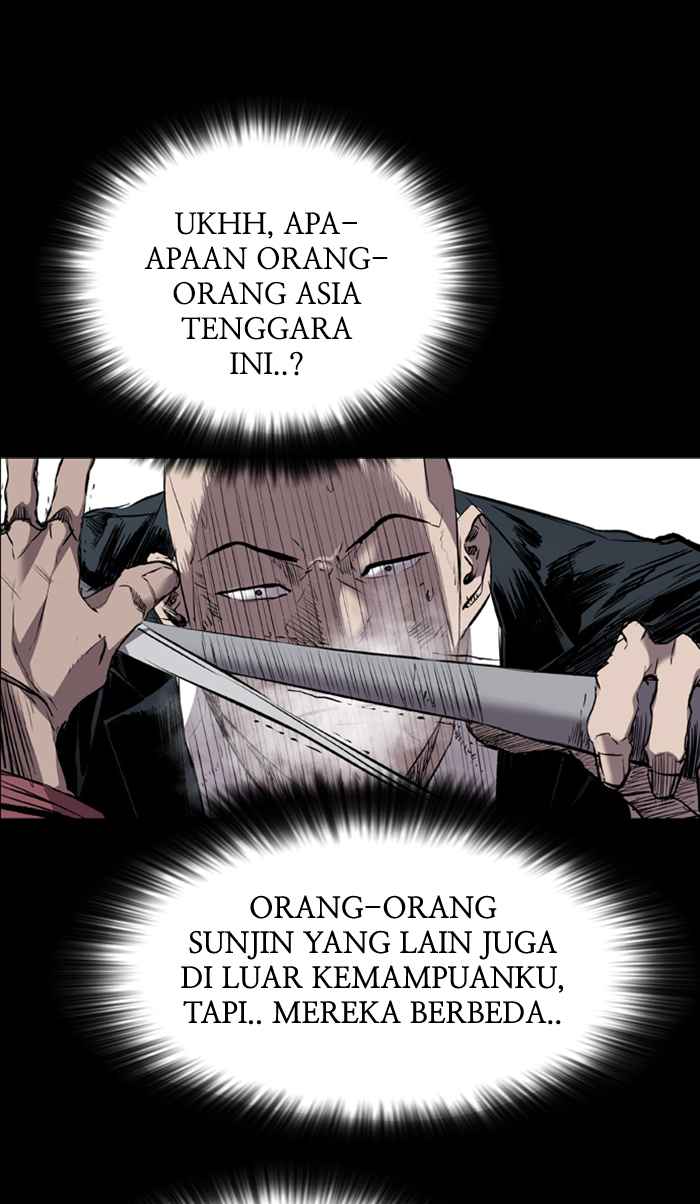 UKHH, APA-
APAAN ORANG-
ORANG ASIA
TENGGARA
INI..?
ORANG-ORANG
SUNJIN YANG LAIN JUGA
DI LUAR KEMAMPUANKU,
TAPI.. MEREKA BERBEDA..